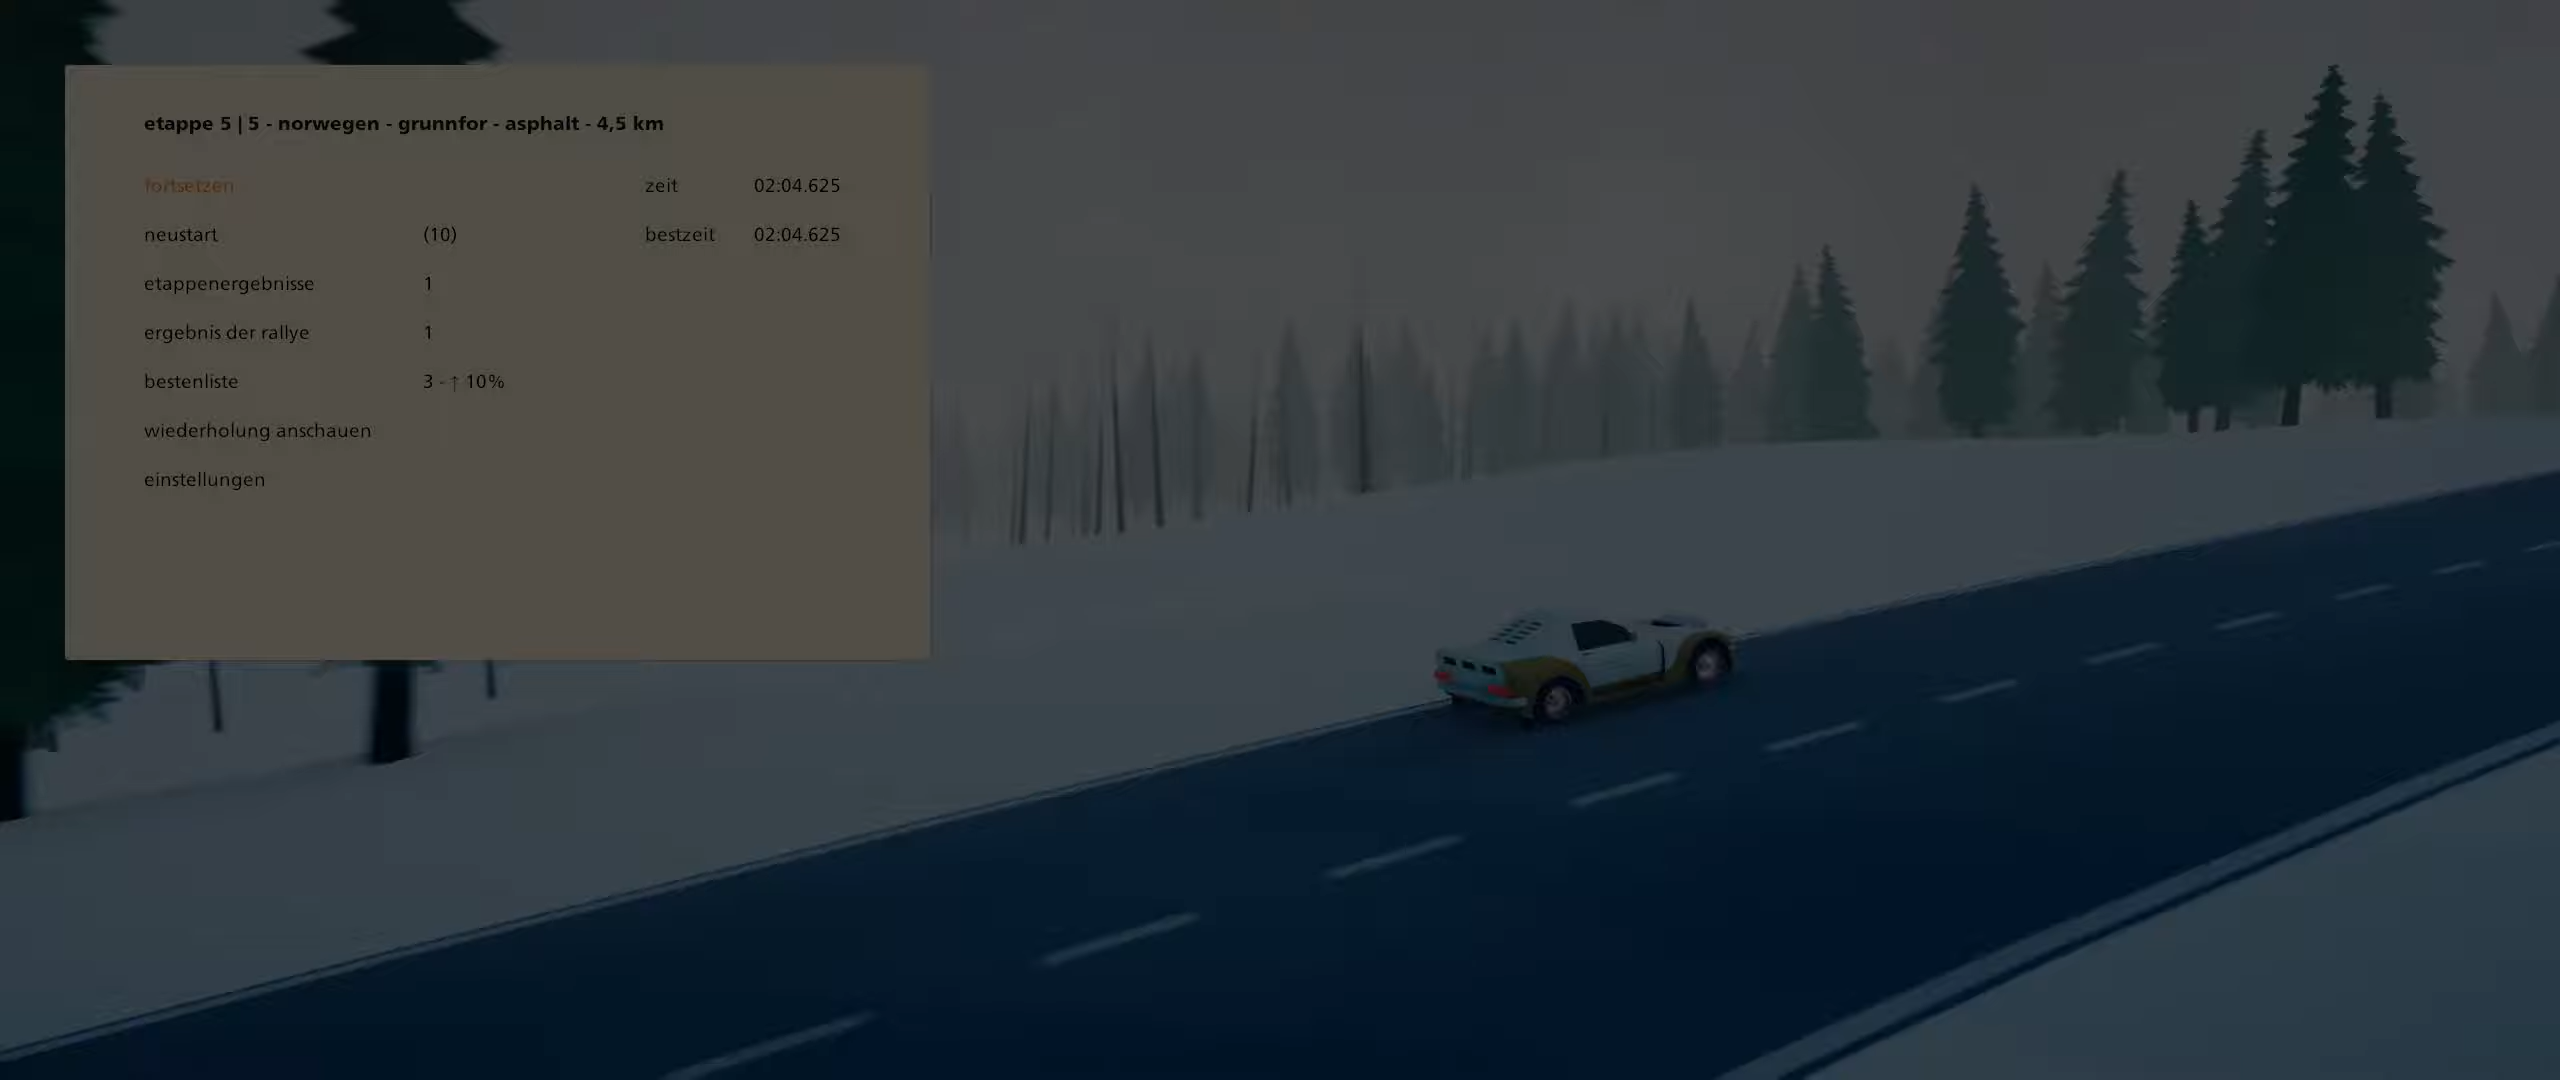 etappe 5 | 5 - norwegen - grunnfor - asphalt - 4,5 km
fortsetzen zeit 02:04.625
neustart (10) bestzeit 02:04.625
etappenergebnisse 1
ergebnis der rallye 1
bestenliste 3 - ↑ 10%
wiederholung anschauen
einstellungen